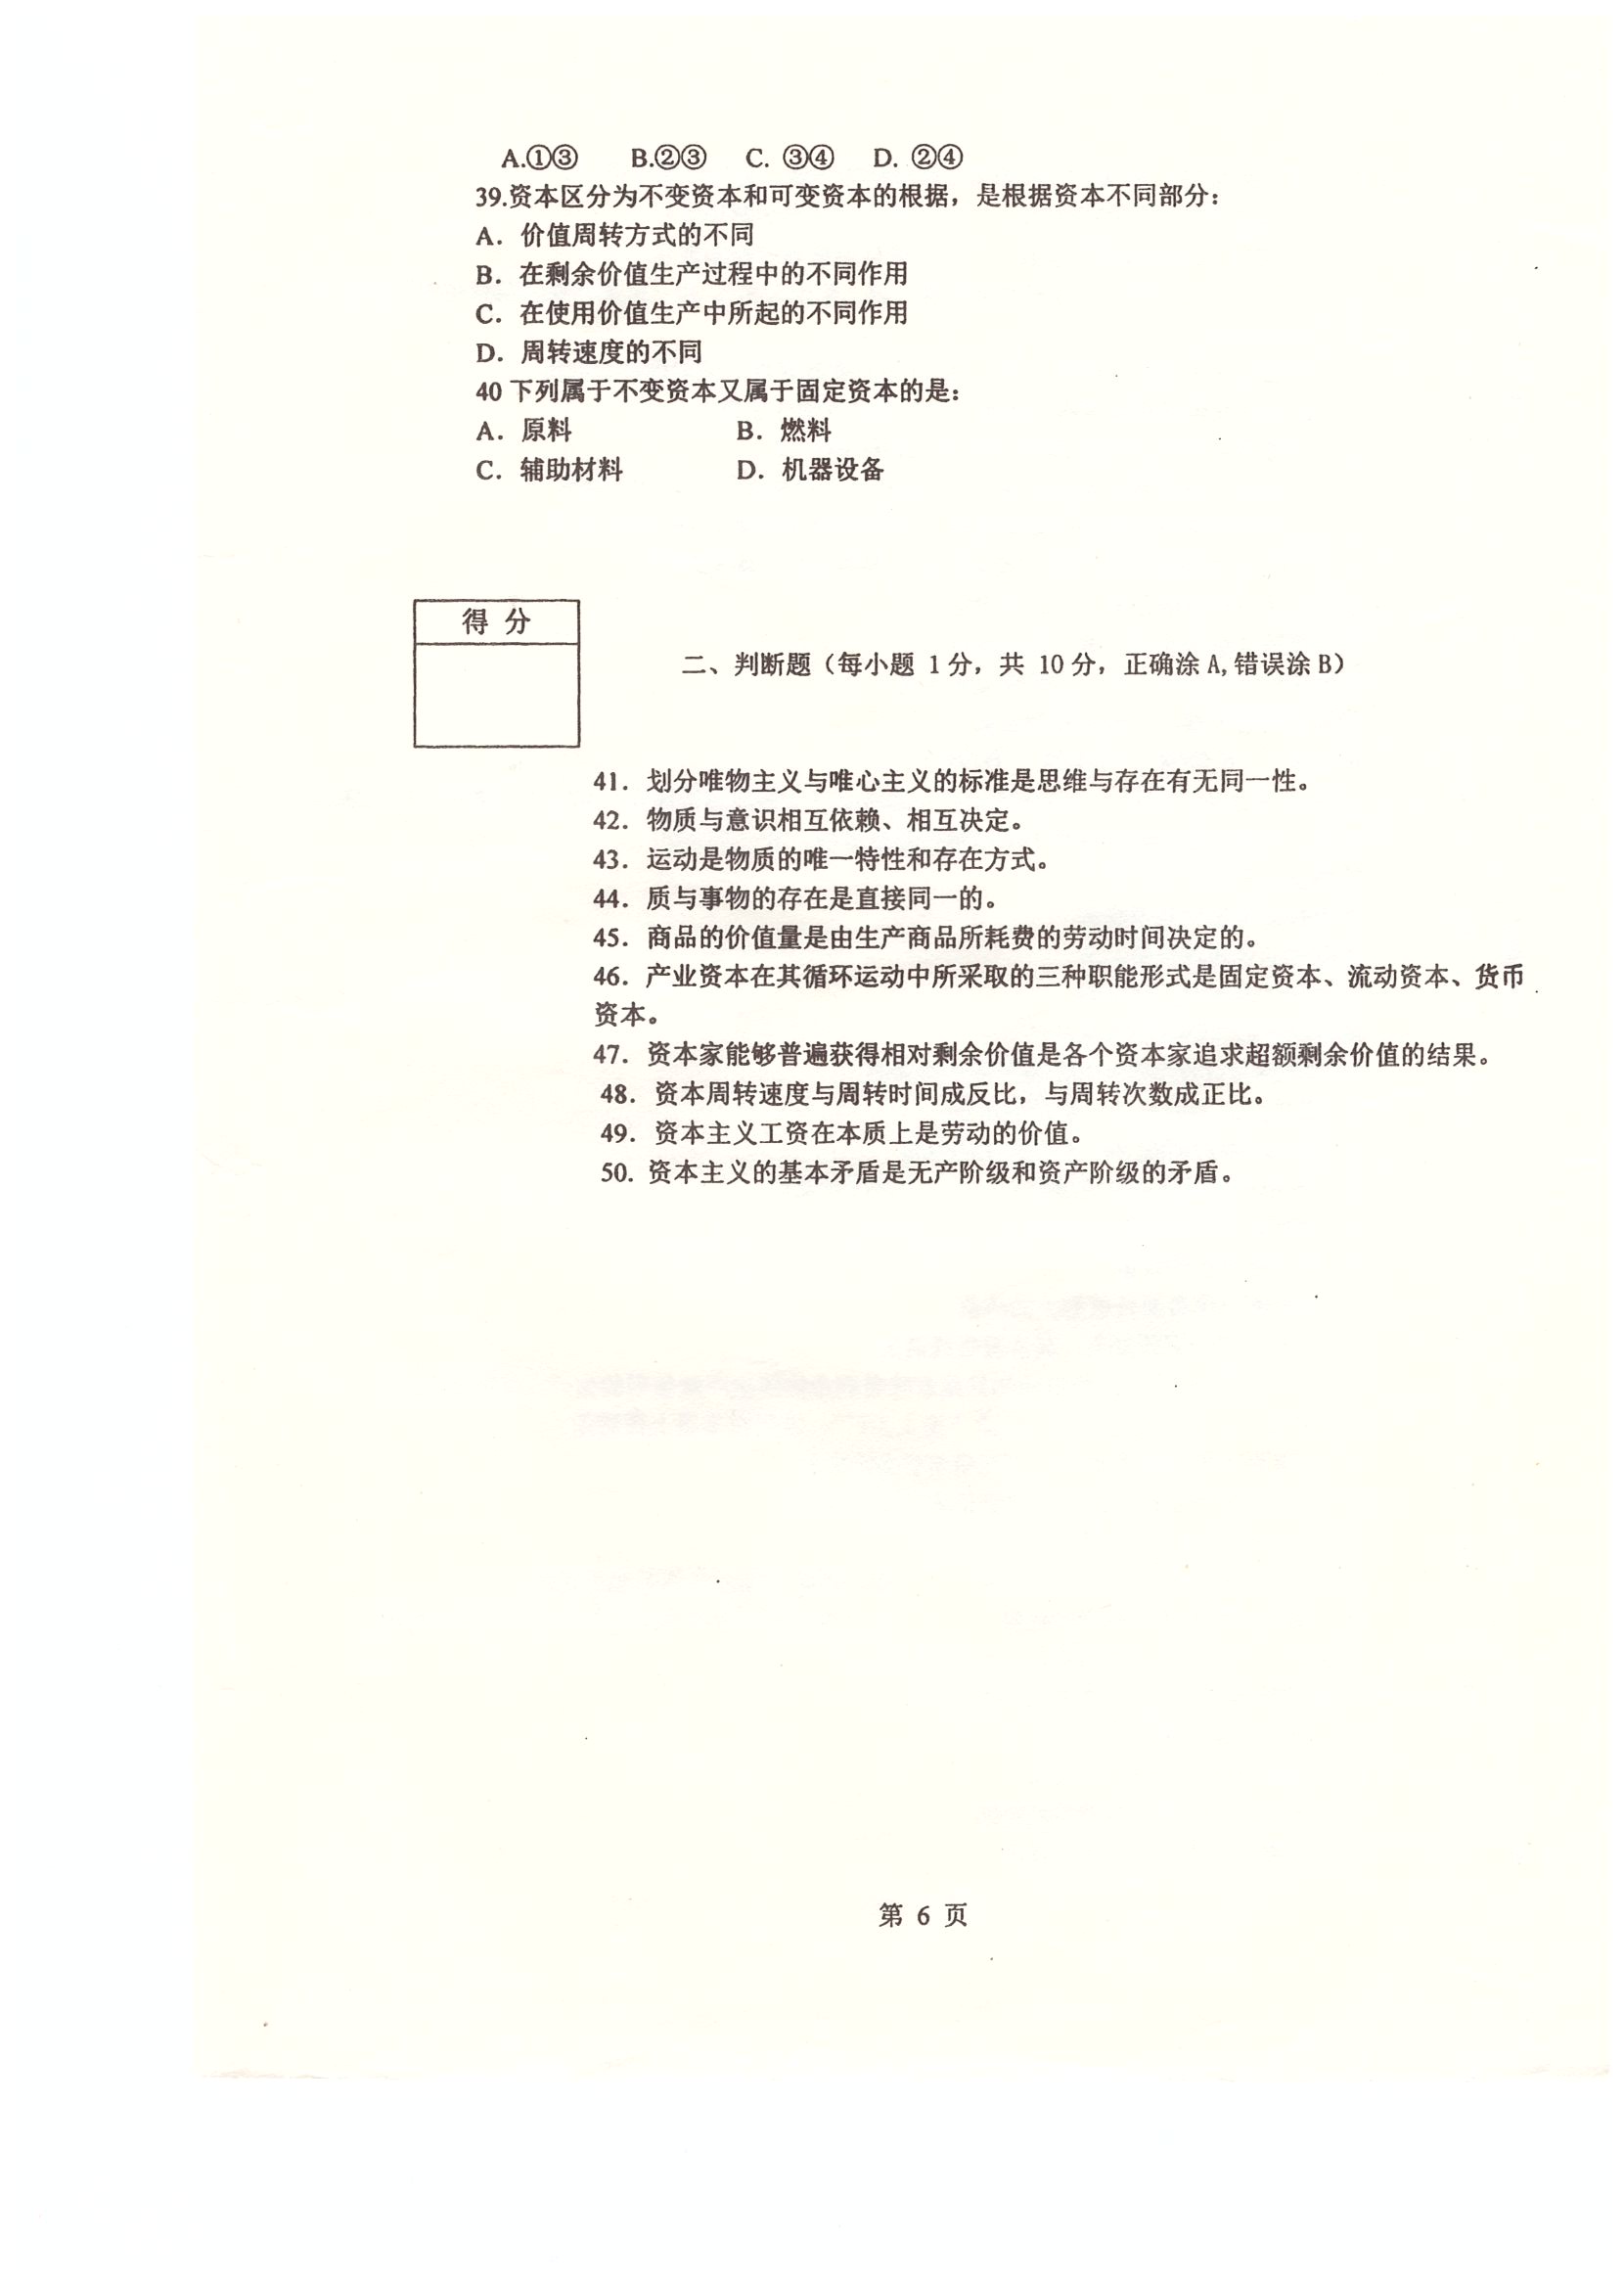 A.①③ B.②③ C. ③④ D. ②④
39.资本区分为不变资本和可变资本的根据，是根据资本不同部分：
A. 价值周转方式的不同
B. 在剩余价值生产过程中的不同作用
C. 在使用价值生产中所起的不同作用
D. 周转速度的不同
40 下列属于不变资本又属于固定资本的是：
A. 原料 B. 燃料
C. 辅助材料 D. 机器设备
得 分
二、判断题（每小题 1分，共 10分，正确涂A,错误涂B）
41. 划分唯物主义与唯心主义的标准是思维与存在有无同一性。
42. 物质与意识相互依赖、相互决定。
43. 运动是物质的唯一特性和存在方式。
44. 质与事物的存在是直接同一的。
45. 商品的价值量是由生产商品所耗费的劳动时间决定的。
46. 产业资本在其循环运动中所采取的三种职能形式是固定资本、流动资本、货币
资本。
47. 资本家能够普遍获得相对剩余价值是各个资本家追求超额剩余价值的结果。
48. 资本周转速度与周转时间成反比，与周转次数成正比。
49. 资本主义工资在本质上是劳动的价值。
50. 资本主义的基本矛盾是无产阶级和资产阶级的矛盾。
第 6 页